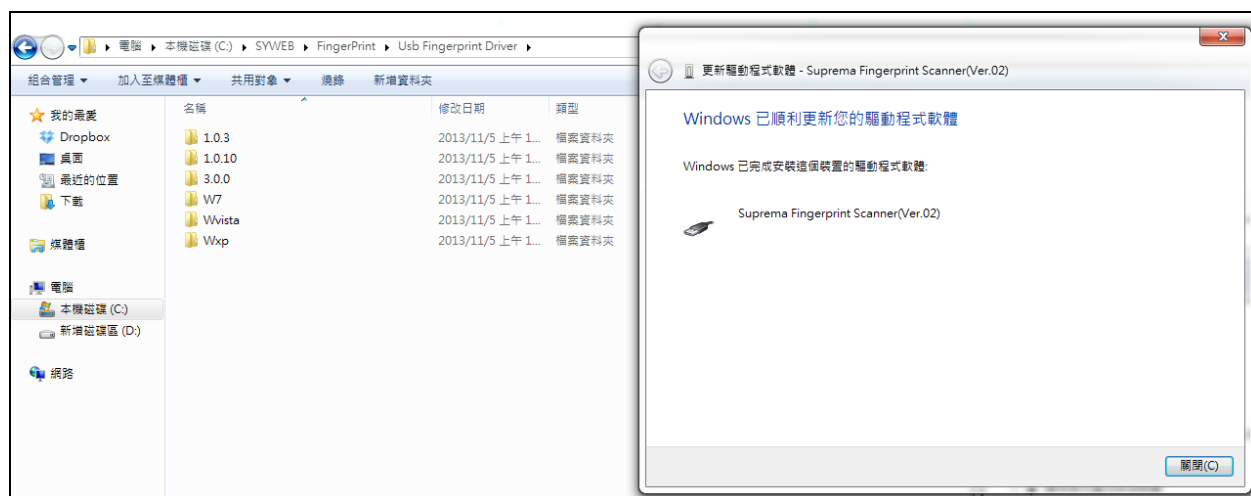 電腦 ▸ 本機磁碟 (C:) ▸ SYWEB ▸ FingerPrint ▸ Usb Fingerprint Driver ▸
組合管理 ▼ 加入至媒體櫃 ▼ 共用對象 ▼ 燒錄 新增資料夾
我的最愛
Dropbox
桌面
最近的位置
下載
媒體櫃
電腦
本機磁碟 (C:)
新增磁碟區 (D:)
網路
名稱 修改日期 類型
1.0.3 2013/11/5 上午 1... 檔案資料夾
1.0.10 2013/11/5 上午 1... 檔案資料夾
3.0.0 2013/11/5 上午 1... 檔案資料夾
W7 2013/11/5 上午 1... 檔案資料夾
Wvista 2013/11/5 上午 1... 檔案資料夾
Wxp 2013/11/5 上午 1... 檔案資料夾
更新驅動程式軟體 - Suprema Fingerprint Scanner(Ver.02)
Windows 已順利更新您的驅動程式軟體
Windows 已完成安裝這個裝置的驅動程式軟體:
Suprema Fingerprint Scanner(Ver.02)
關閉(C)